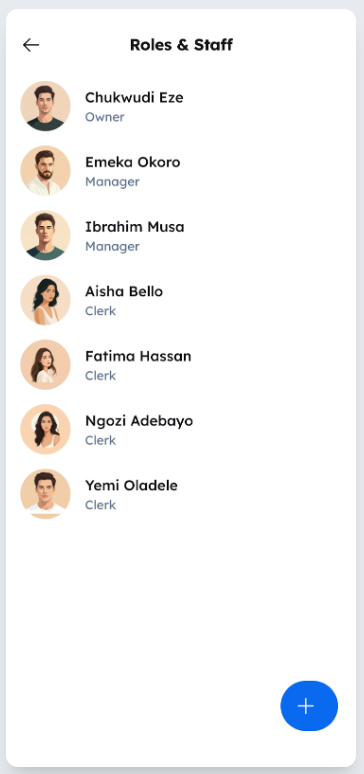 Roles & Staff
Chukwudi Eze
Owner
Emeka Okoro
Manager
Ibrahim Musa
Manager
Aisha Bello
Clerk
Fatima Hassan
Clerk
Ngozi Adebayo
Clerk
Yemi Oladele
Clerk